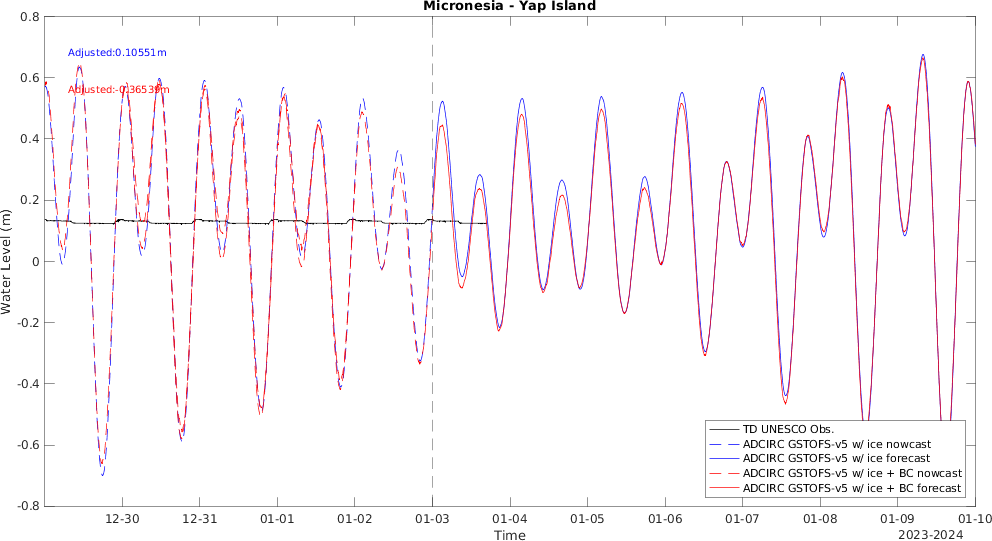 Micronesia - Yap Island
Adjusted:0.10551m
Adjusted:-0.36539m
Water Level (m)
0.8
0.6
0.4
0.2
0
-0.2
-0.4
-0.6
-0.8
TD UNESCO Obs.
ADCIRC GSTOFS-v5 w/ ice nowcast
ADCIRC GSTOFS-v5 w/ ice forecast
ADCIRC GSTOFS-v5 w/ ice + BC nowcast
ADCIRC GSTOFS-v5 w/ ice + BC forecast
12-30 12-31 01-01 01-02 01-03 01-04 01-05 01-06 01-07 01-08 01-09 01-10
Time
2023-2024